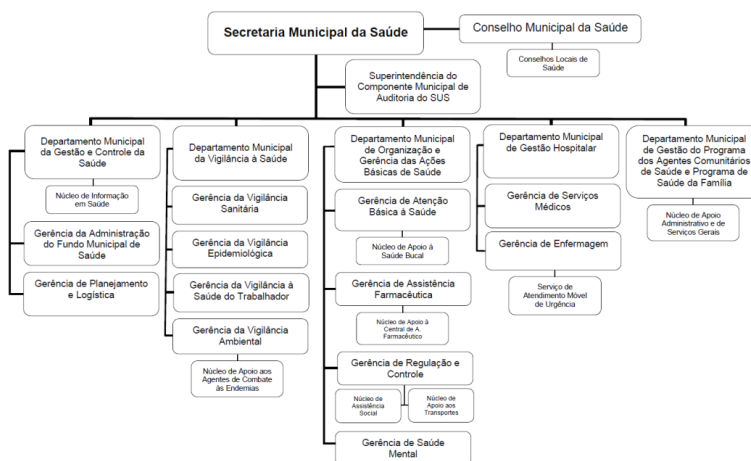 Secretaria Municipal da Saúde
Conselho Municipal da Saúde
Conselhos Locais de
Saúde
Superintendência do
Componente Municipal de
Auditoria do SUS
Departamento Municipal
da Gestão e Controle da
Saúde
Núcleo de Informação
em Saúde
Gerência da Administração
do Fundo Municipal de
Saúde
Gerência de Planejamento
e Logística
Departamento Municipal
da Vigilância à Saúde
Gerência da Vigilância
Sanitária
Gerência da Vigilância
Epidemiológica
Gerência da Vigilância à
Saúde do Trabalhador
Gerência da Vigilância
Ambiental
Núcleo de Apoio aos
Agentes de Combate
às Endemias
Departamento Municipal
de Organização e
Gerência das Ações
Básicas de Saúde
Gerência de Atenção
Básica à Saúde
Núcleo de Apoio à
Saúde Bucal
Gerência de Assistência
Farmacêutica
Núcleo de Apoio à
Central de A.
Farmacêutico
Gerência de Regulação e
Controle
Núcleo de
Assistência
Social
Núcleo de
Apoio aos
Transportes
Gerência de Saúde
Mental
Departamento Municipal
de Gestão Hospitalar
Gerência de Serviços
Médicos
Gerência de Enfermagem
Serviço de
Atendimento Móvel
de Urgência
Departamento Municipal
de Gestão do Programa
dos Agentes Comunitários
de Saúde e Programa de
Saúde da Família
Núcleo de Apoio
Administrativo e de
Serviços Gerais